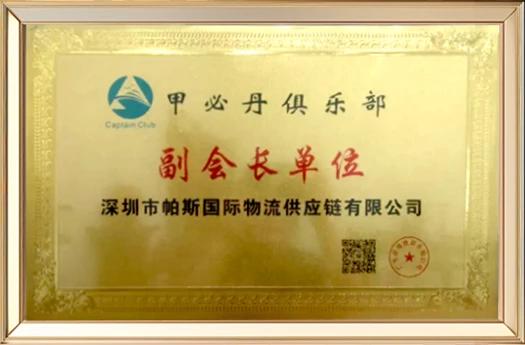 甲必丹俱乐部
Captain Club
副会长单位
深圳市帕斯国际物流供应链有限公司